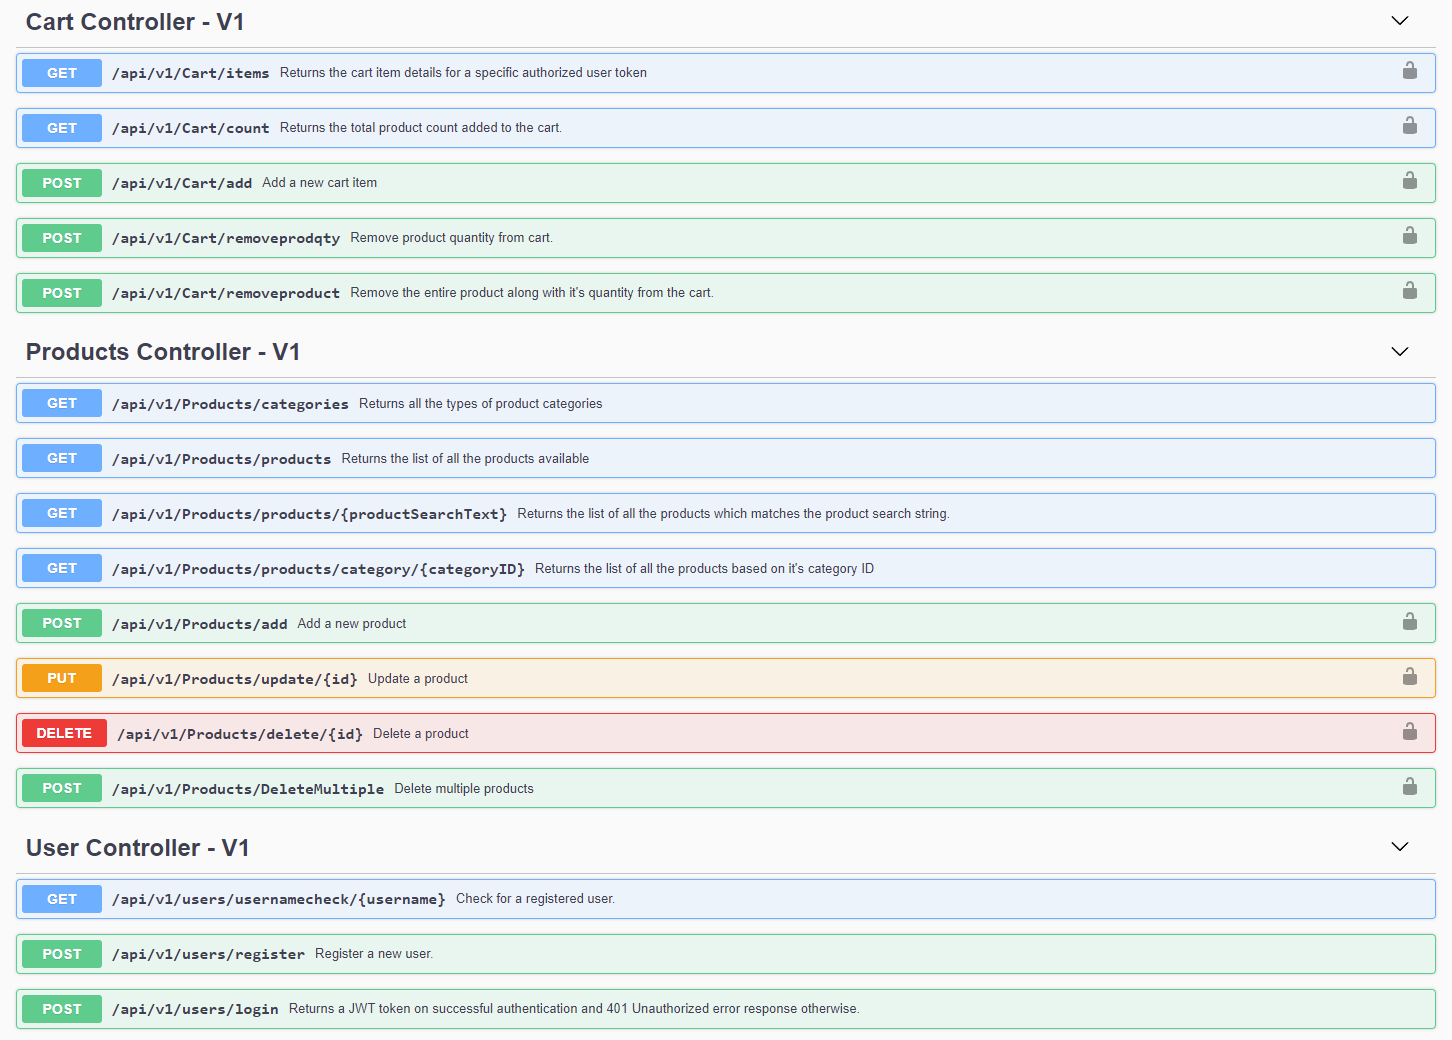 Cart Controller - V1
GET /api/v1/Cart/items Returns the cart item details for a specific authorized user token
GET /api/v1/Cart/count Returns the total product count added to the cart.
POST /api/v1/Cart/add Add a new cart item
POST /api/v1/Cart/removeprodqty Remove product quantity from cart.
POST /api/v1/Cart/removeproduct Remove the entire product along with it's quantity from the cart.
Products Controller - V1
GET /api/v1/Products/categories Returns all the types of product categories
GET /api/v1/Products/products Returns the list of all the products available
GET /api/v1/Products/products/{productSearchText} Returns the list of all the products which matches the product search string.
GET /api/v1/Products/products/category/{categoryID} Returns the list of all the products based on it's category ID
POST /api/v1/Products/add Add a new product
PUT /api/v1/Products/update/{id} Update a product
DELETE /api/v1/Products/delete/{id} Delete a product
POST /api/v1/Products/DeleteMultiple Delete multiple products
User Controller - V1
GET /api/v1/users/usernamecheck/{username} Check for a registered user.
POST /api/v1/users/register Register a new user.
POST /api/v1/users/login Returns a JWT token on successful authentication and 401 Unauthorized error response otherwise.